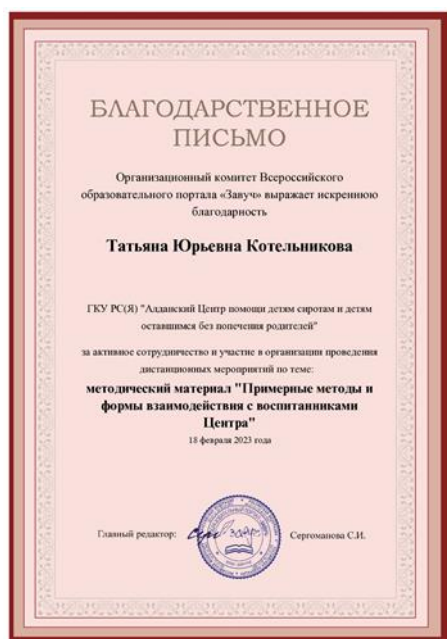 БЛАГОДАРСТВЕННОЕ
ПИСЬМО
Организационный комитет Всероссийского
образовательного портала «Завуч» выражает искреннюю
благодарность
Татьяна Юрьевна Котельникова
ГКУ РС(Я) "Алданский Центр помощи детям сиротам и детям
оставшимся без попечения родителей"
за активное сотрудничество и участие в организации проведения
дистанционных мероприятий по теме:
методический материал "Примерные методы и
формы взаимодействия с воспитанниками
Центра"
18 февраля 2023 года
Главный редактор:
Сергоманова С.И.